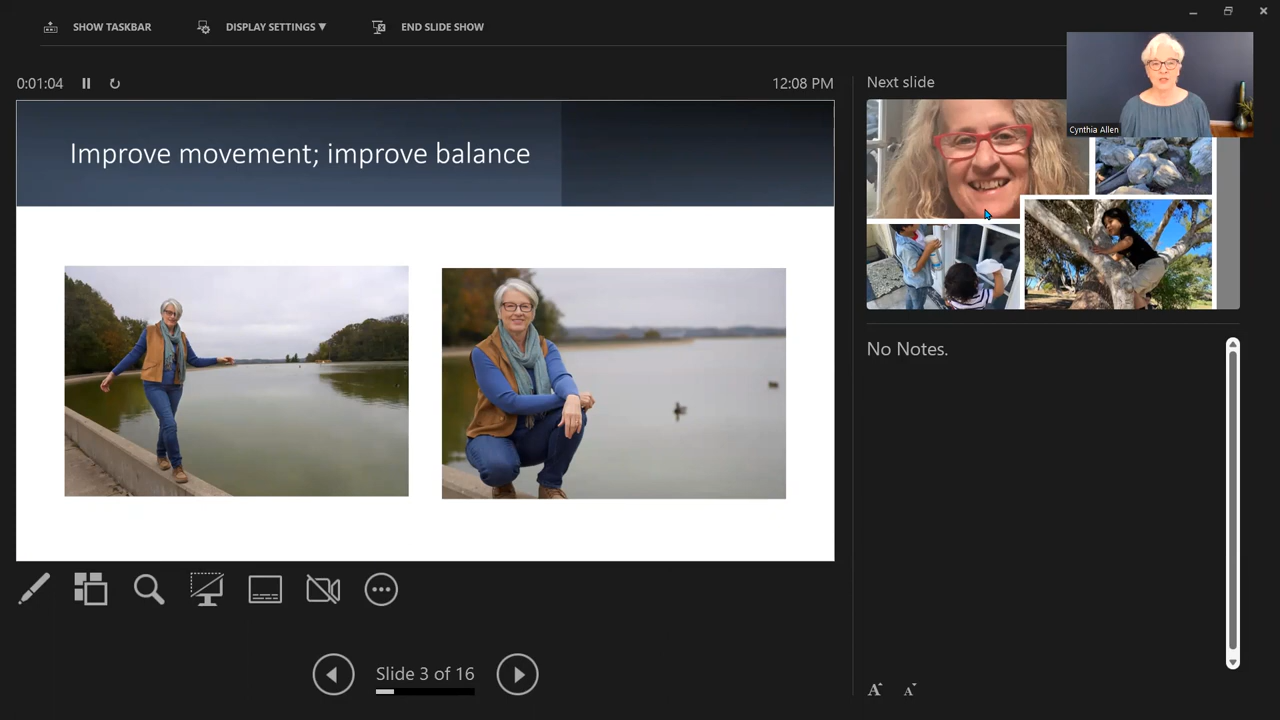 SHOW TASKBAR
DISPLAY SETTINGS ▼
END SLIDE SHOW
0:01:04
12:08 PM
Next slide
Cynthia Allen
Improve movement; improve balance
No Notes.
Slide 3 of 16
A
A